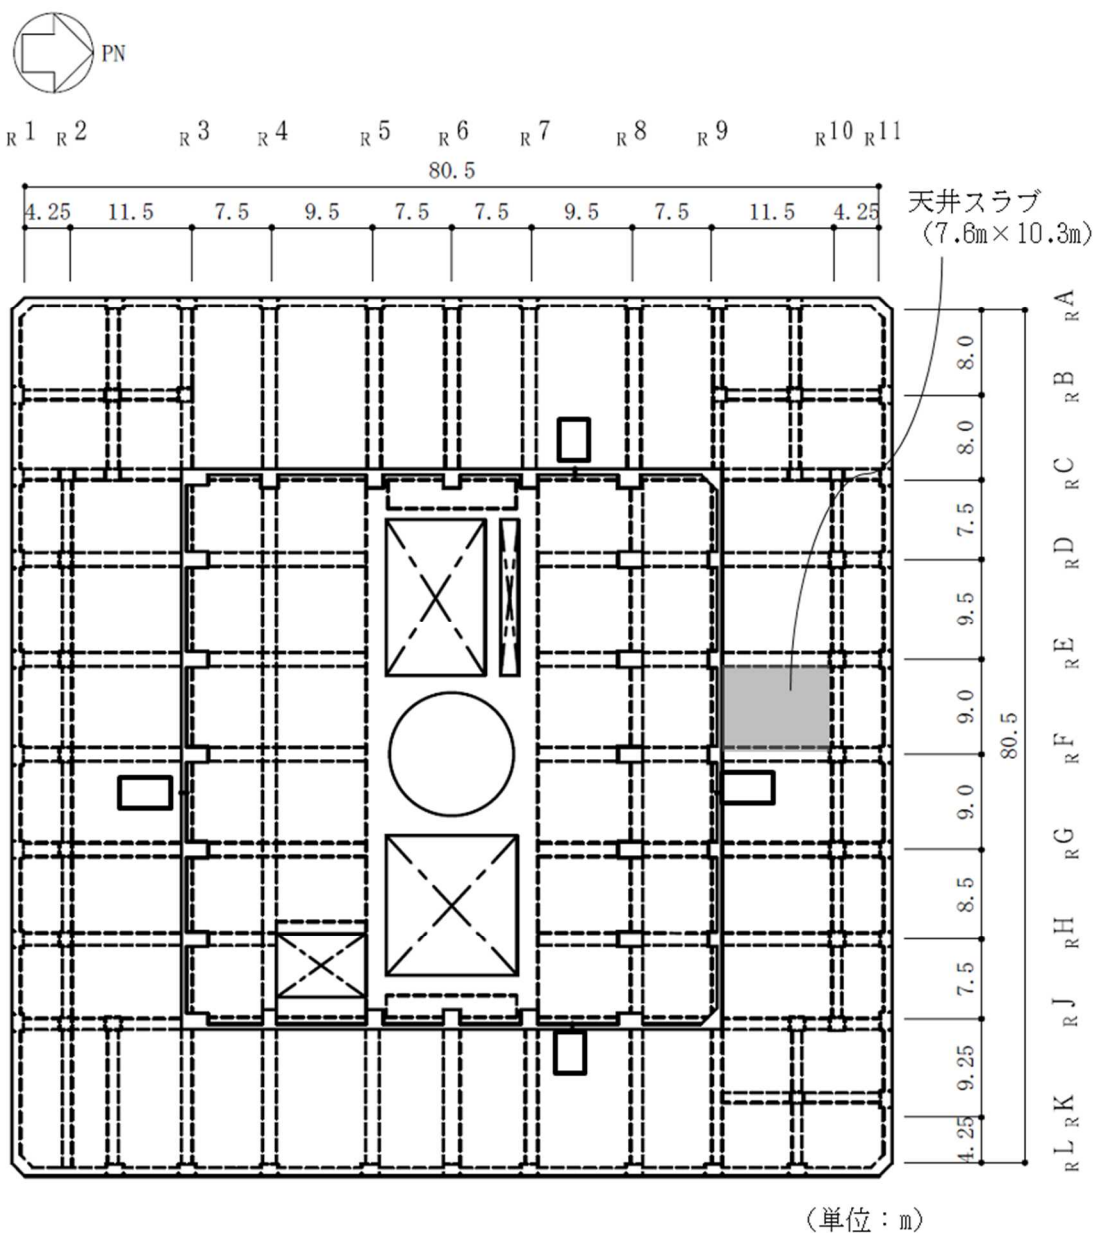 PN
R1 R2 R3 R4 R5 R6 R7 R8 R9 R10 R11
80.5
4.25 11.5 7.5 9.5 7.5 7.5 9.5 7.5 11.5 4.25
天井スラブ
(7.6m×10.3m)
RA
8.0
RB
8.0
RC
7.5
RD
9.5
RE
9.0
RF
80.5
9.0
RG
8.5
RH
7.5
RJ
9.25
RK
4.25
RL
(単位:m)